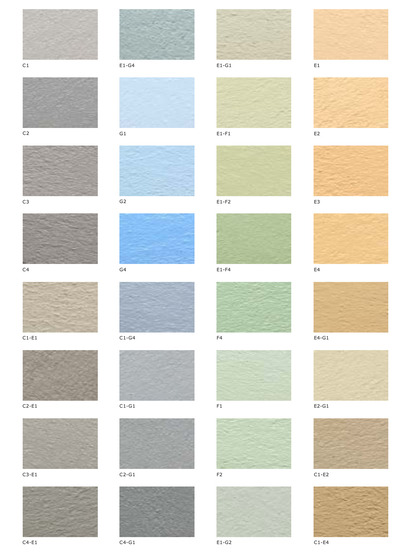 C1 E1-G4 E1-G1 E1
C2 G1 E1-F1 E2
C3 G2 E1-F2 E3
C4 G4 E1-F4 E4
C1-E1 C1-G4 F4 E4-G1
C2-E1 C1-G1 F1 E2-G1
C3-E1 C2-G1 F2 C1-E2
C4-E1 C4-G1 E1-G2 C1-E4